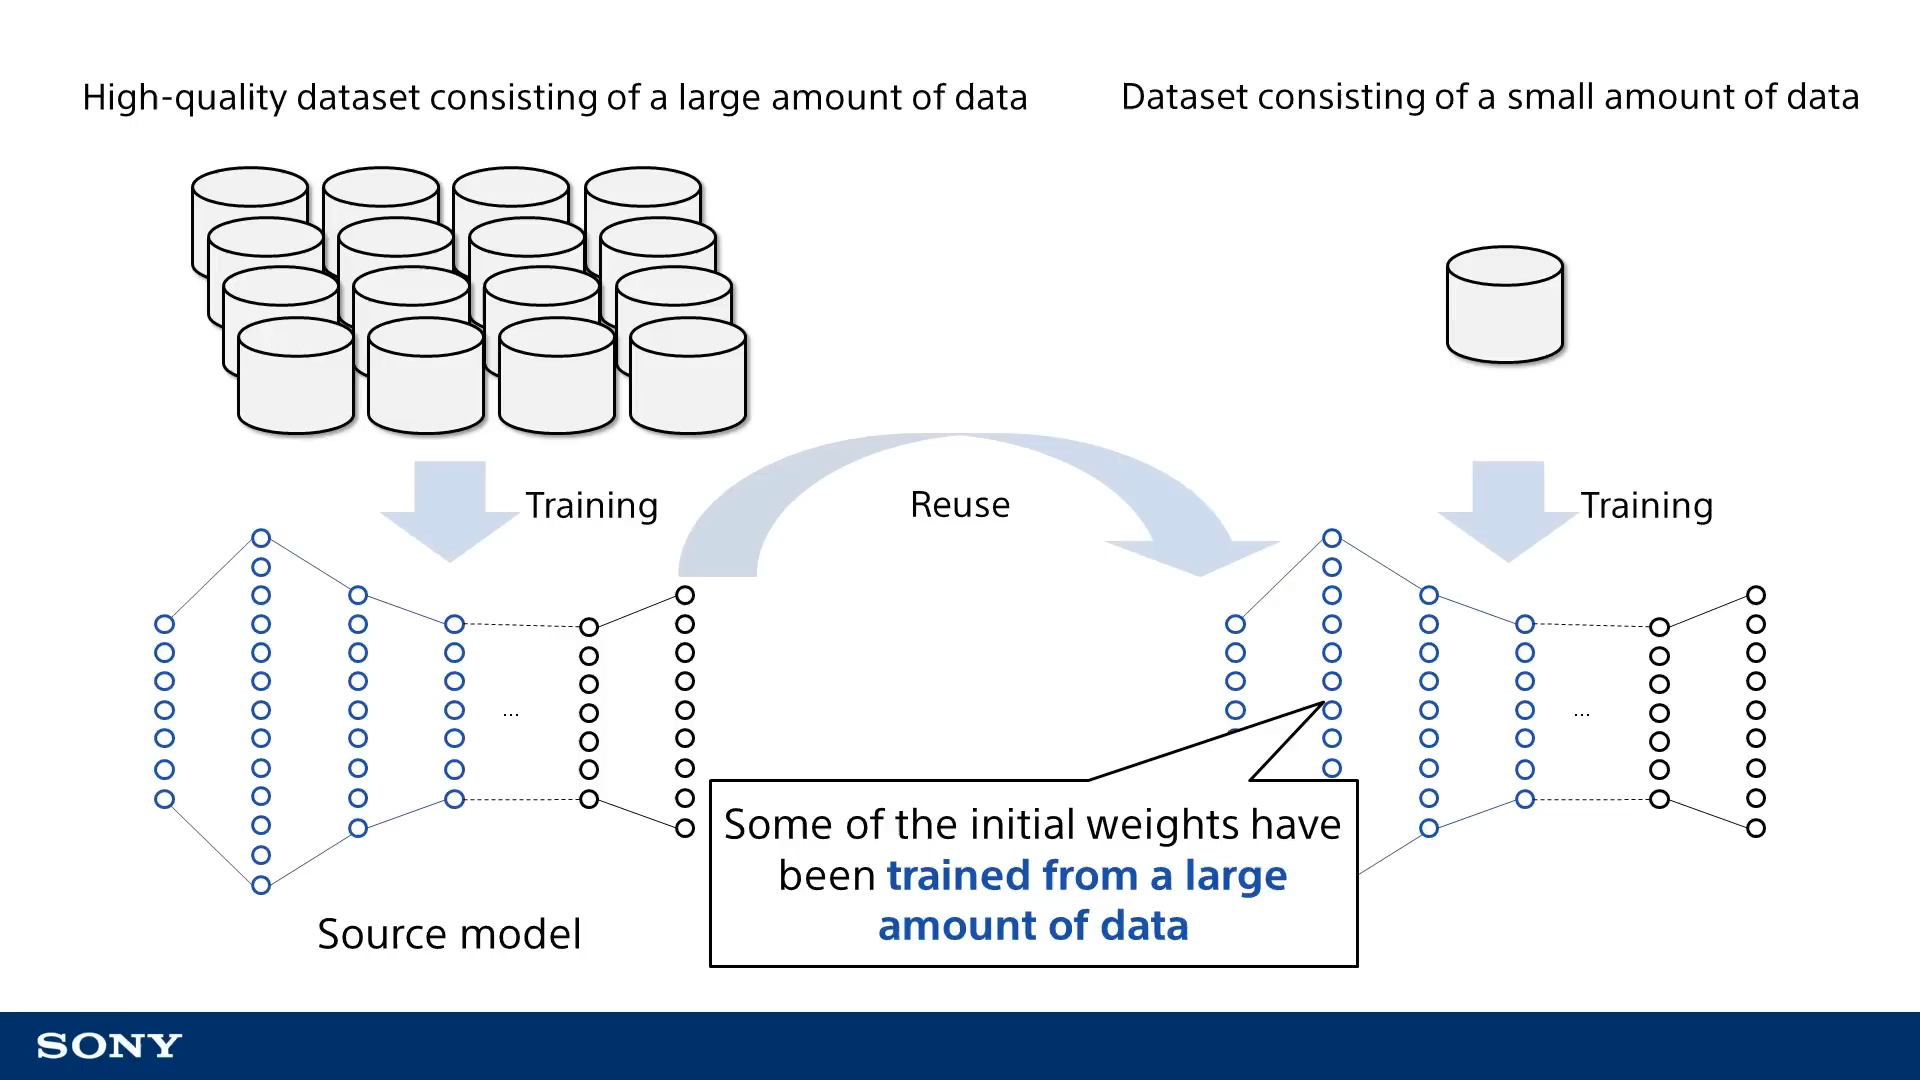 High-quality dataset consisting of a large amount of data
Dataset consisting of a small amount of data
Training
Reuse
Training
...
...
Some of the initial weights have
been trained from a large
amount of data
Source model
SONY